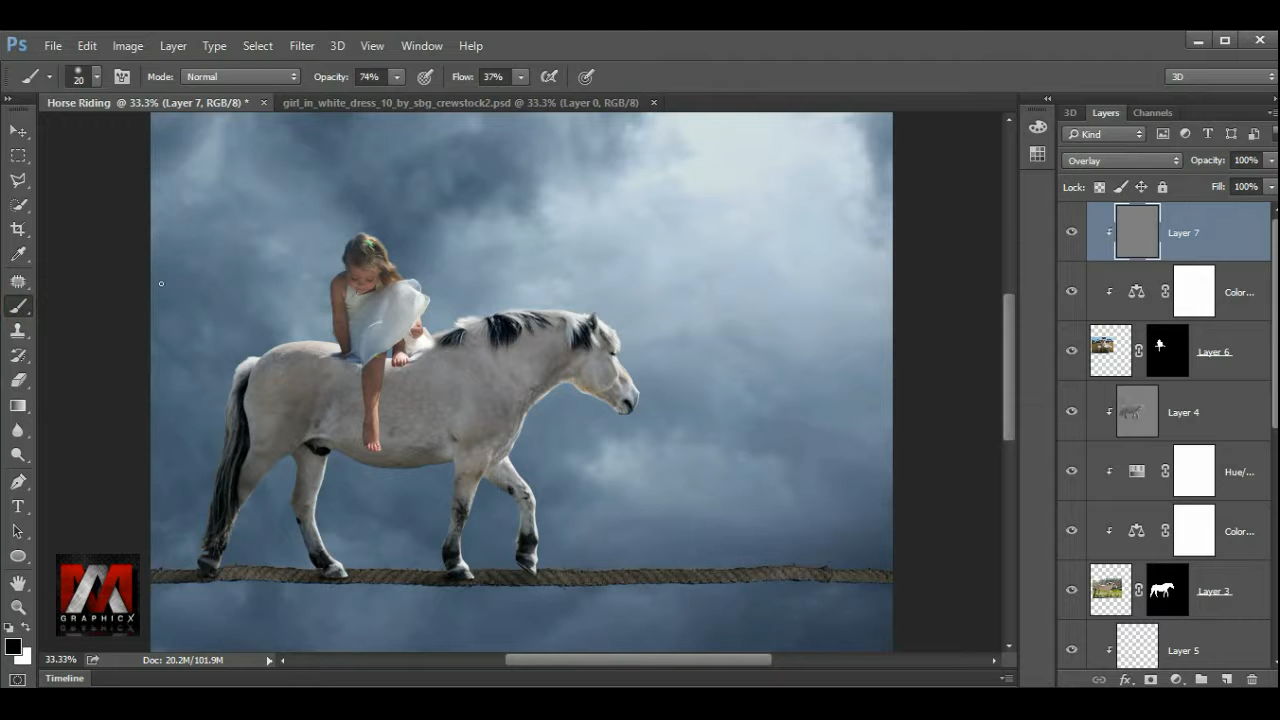 Ps File Edit Image Layer Type Select Filter 3D View Window Help
20 Mode: Normal Opacity: 74% Flow: 37% 3D
Horse Riding @ 33.3% (Layer 7, RGB/8) * × girl_in_white_dress_10_by_sbg_crewstock2.psd @ 33.3% (Layer 0, RGB/8) ×
3D Layers Channels
Kind
Overlay Opacity: 100%
Lock: Fill: 100%
Layer 7
Color...
Layer 6
Layer 4
Hue/...
Color...
Layer 3
Layer 5
M
GRAPHICX
33.33% Doc: 20.2M/101.9M
Timeline